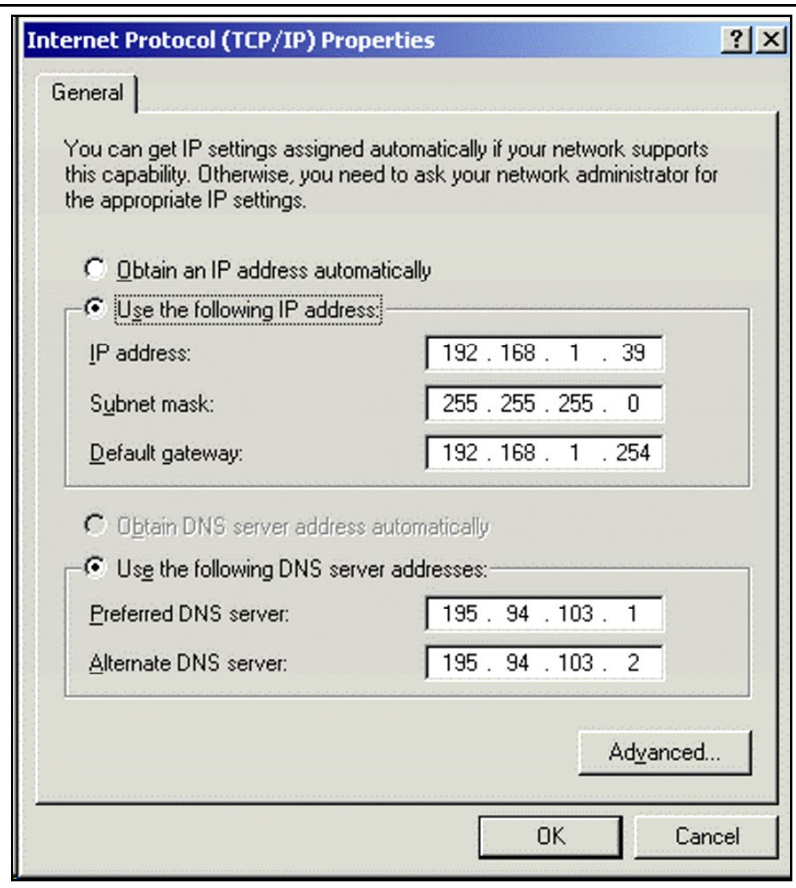 Internet Protocol (TCP/IP) Properties
General
You can get IP settings assigned automatically if your network supports
this capability. Otherwise, you need to ask your network administrator for
the appropriate IP settings.
Obtain an IP address automatically
Use the following IP address:
IP address: 192 . 168 . 1 . 39
Subnet mask: 255 . 255 . 255 . 0
Default gateway: 192 . 168 . 1 . 254
Obtain DNS server address automatically
Use the following DNS server addresses:
Preferred DNS server: 195 . 94 . 103 . 1
Alternate DNS server: 195 . 94 . 103 . 2
Advanced...
OK Cancel